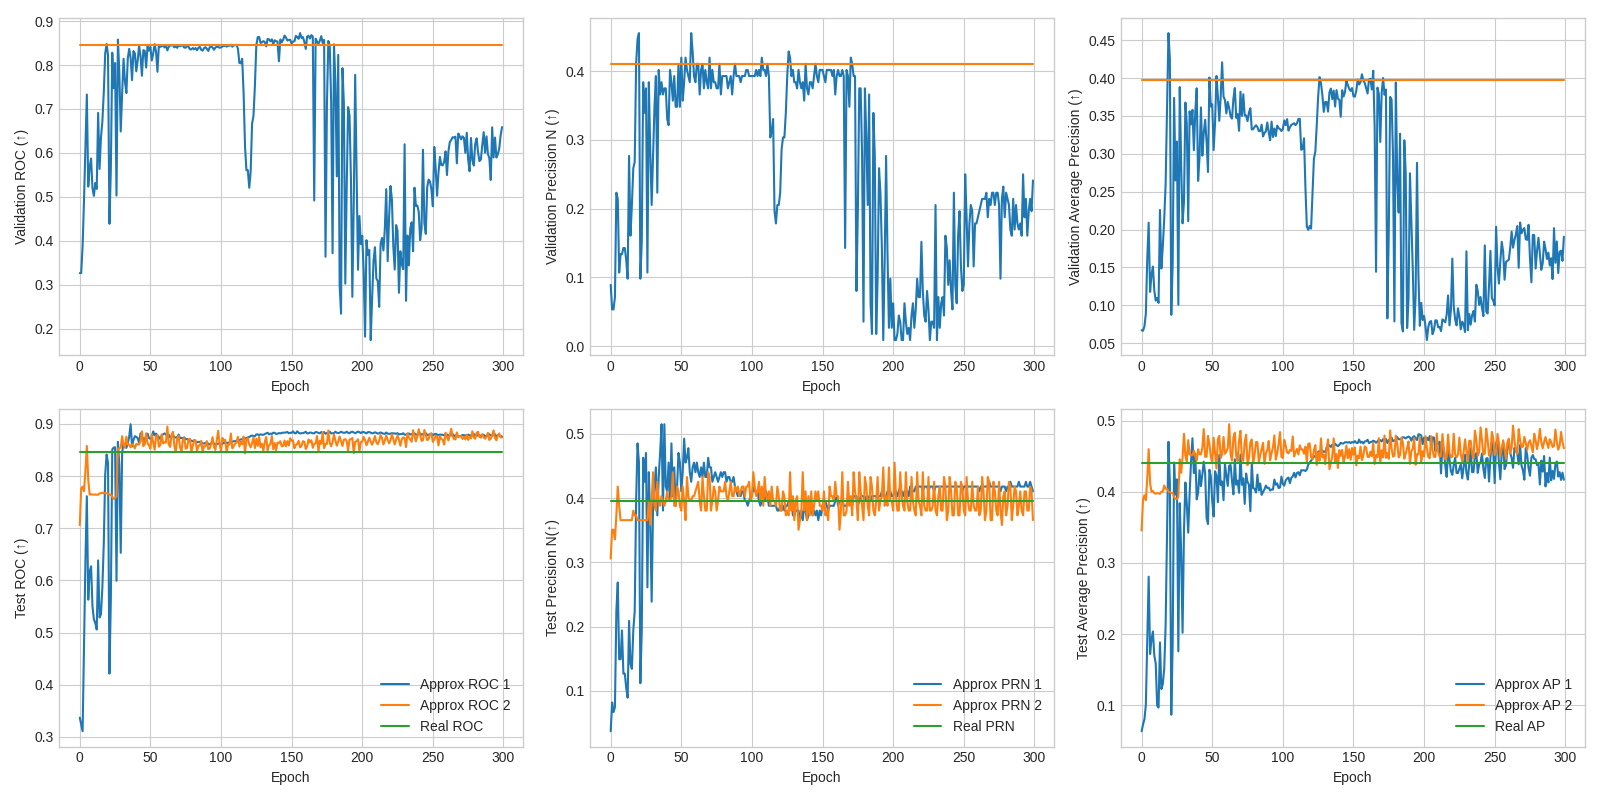 0.9
0.8
0.7
0.6
0.5
0.4
0.3
0.2
Validation ROC (↑)
0 50 100 150 200 250 300
Epoch
0.4
0.3
0.2
0.1
0.0
Validation Precision N (↑)
0 50 100 150 200 250 300
Epoch
0.45
0.40
0.35
0.30
0.25
0.20
0.15
0.10
0.05
Validation Average Precision (↑)
0 50 100 150 200 250 300
Epoch
0.9
0.8
0.7
0.6
0.5
0.4
0.3
Test ROC (↑)
Approx ROC 1
Approx ROC 2
Real ROC
0 50 100 150 200 250 300
Epoch
0.5
0.4
0.3
0.2
0.1
Test Precision N(↑)
Approx PRN 1
Approx PRN 2
Real PRN
0 50 100 150 200 250 300
Epoch
0.5
0.4
0.3
0.2
0.1
Test Average Precision (↑)
Approx AP 1
Approx AP 2
Real AP
0 50 100 150 200 250 300
Epoch